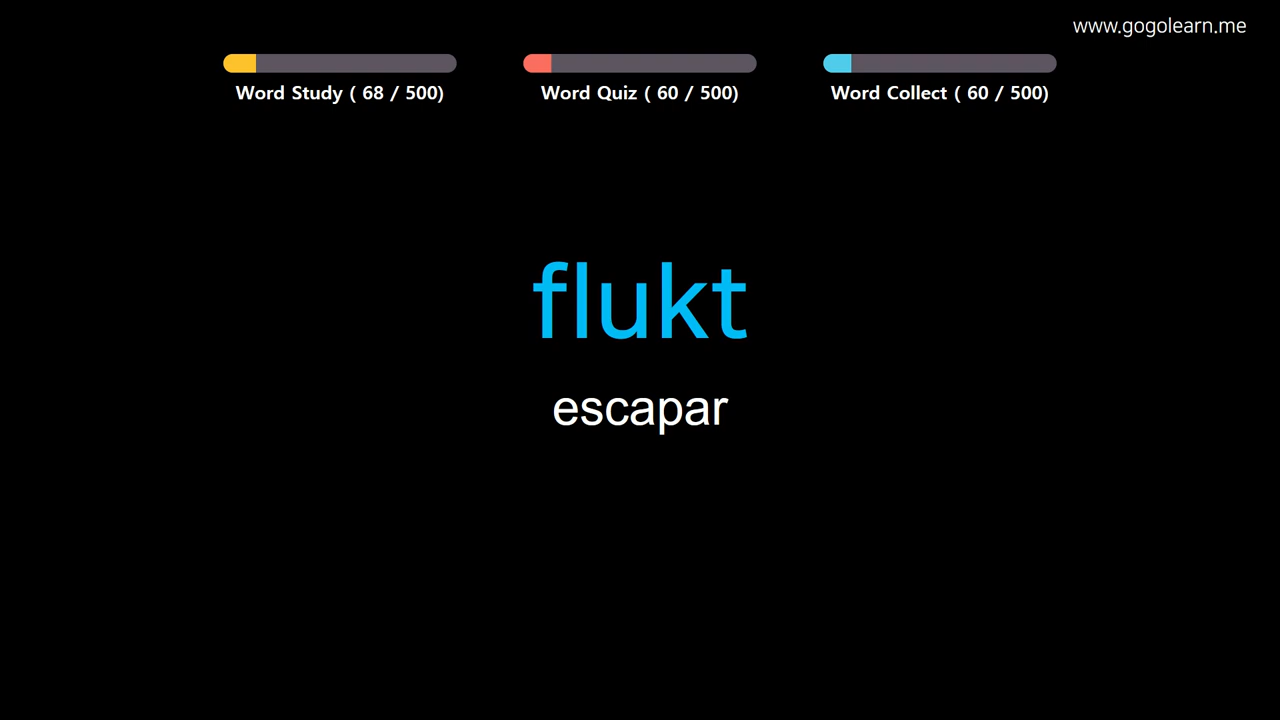 www.gogolearn.me
Word Study ( 68 / 500)
Word Quiz ( 60 / 500)
Word Collect ( 60 / 500)
flukt
escapar